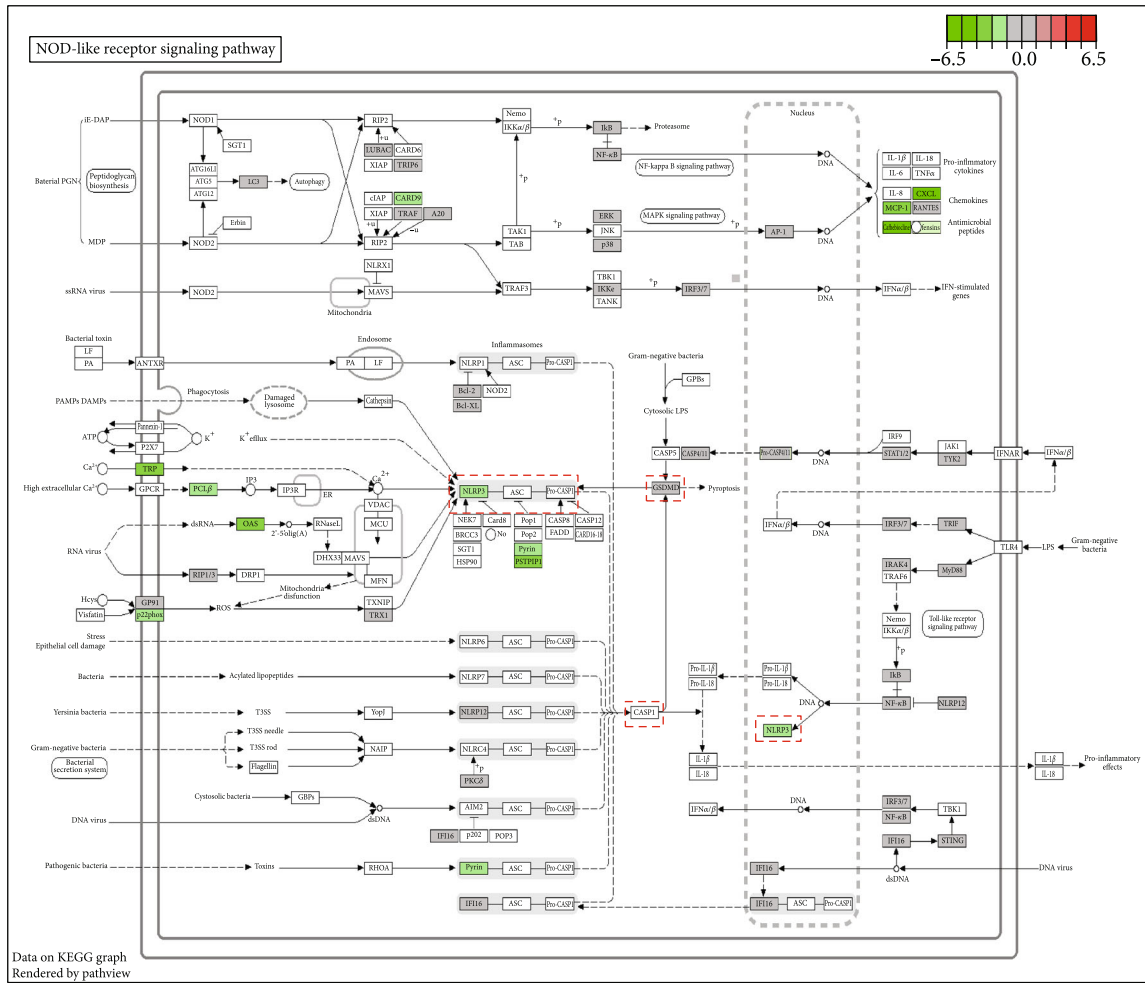 NOD-like receptor signaling pathway
−6.5 0.0 6.5
Nucleus
iE-DAP
NOD1
SGT1
RIP2
+u
LUBAC CARD6
XIAP TRIP6
Nemo
IKKα/β
+p
IkB
Proteasome
NF-κB
NF-kappa B signaling pathway
DNA
Baterial PGN
Peptidoglycan
biosynthesis
ATG16LI
ATG5
ATG12
LC3
Autophagy
IL-1β IL-18
IL-6 TNFα
Pro-inflmmatory
cytokines
IL-8 CXCL
MCP-1 RANTES
Chemokines
Antimicrobial
peptides
cIAP CARD9
XIAP TRAF A20
+u −u
+p
ERK
JNK
p38
MAPK signaling pathway
+p
AP-1
DNA
Erbin
MDP
NOD2
RIP2
TAK1
TAB
NLRX1
ssRNA virus
NOD2
MAVS
Mitochondria
TRAF3
TBK1
IKKe
TANK
+p
IRF3/7
DNA
IFNα/β
IFN-stimulated
genes
Bacterial toxin
LF
PA
ANTXR
Endosome
PA LF
Inflammasomes
NLRP1 ASC Pro-CASP1
Bcl-2 NOD2
Bcl-XL
Gram-negative bacteria
GPBs
Cytosolic LPS
Phagocytosis
PAMPs DAMPs
Damaged
lysosome
Cathepsin
Pannexin-1
ATP
K+
P2X7
K+efllux
CASP5 CASP4/11
Pro-CASP4/11
DNA
IRF9
STAT1/2
JAK1
TYK2
IFNAR
IFNα/β
Ca2+
TRP
2+
Ca
High extracellular Ca2+
GPCR
PCLβ
IP3
IP3R
ER
NLRP3 ASC Pro-CASP1
GSDMD
Pyroptosis
VDAC
MCU
MAVS
MFN
NEK7
BRCC3
SGT1
HSP90
Card8
No
Pop1
Pop2
Pyrin
PSTPIP1
CASP8
FADD
CASP12
CARD16-18
dsRNA
OAS
2'-5'olig(A)
RNaseL
DHX33
RNA virus
RIP1/3
DRP1
Mitochondria
disfunction
IFNα/β
DNA
IRF3/7
TRIF
TLR4
LPS
Gram-negative
bacteria
IRAK4
TRAF6
MyD88
Hcys
GP91
Visfatin
p22phox
ROS
TXNIP
TRX1
Nemo
IKKα/β
+p
Toll-like receptor
signaling pathway
Stress
Epithelial cell damage
NLRP6 ASC Pro-CASP1
Bacteria
Acylated lipopeptides
NLRP7 ASC Pro-CASP1
Pro-IL-1β
Pro-IL-18
Pro-IL-1β
Pro-IL-18
IkB
DNA
NF-κB
NLRP12
Yersinia bacteria
T3SS
YopJ
NLRP12 ASC Pro-CASP1
CASP1
NLRP3
Gram-negative bacteria
T3SS needle
T3SS rod
Flagellin
NAIP
NLRC4 ASC Pro-CASP1
+p
PKCδ
Bacterial
secretion system
IL-1β
IL-18
IL-1β
IL-18
Pro-inflammatory
effects
Cystosolic bacteria
GBPs
DNA virus
dsDNA
AIM2 ASC Pro-CASP1
IFI16 p202 POP3
IFNα/β
DNA
IRF3/7
NF-κB
TBK1
IFI16
STING
Pathogenic bacteria
Toxins
RHOA
Pyrin ASC Pro-CASP1
IFI16
dsDNA
DNA virus
IFI16 ASC Pro-CASP1
IFI16 ASC Pro-CASP1
Data on KEGG graph
Rendered by pathview